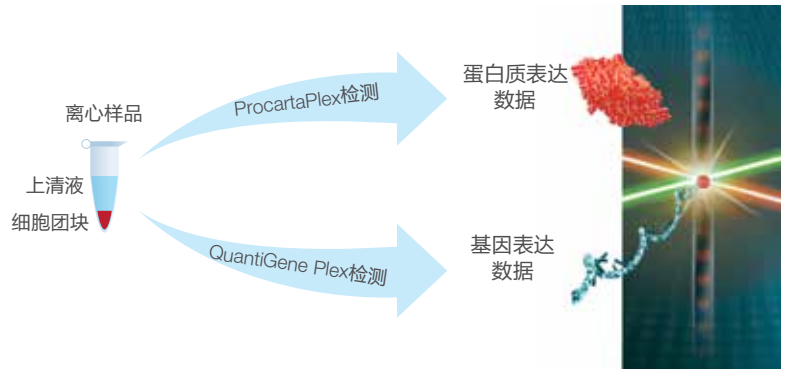 离心样品
上清液
细胞团块
ProcartaPlex检测
蛋白质表达
数据
QuantiGene Plex检测
基因表达
数据